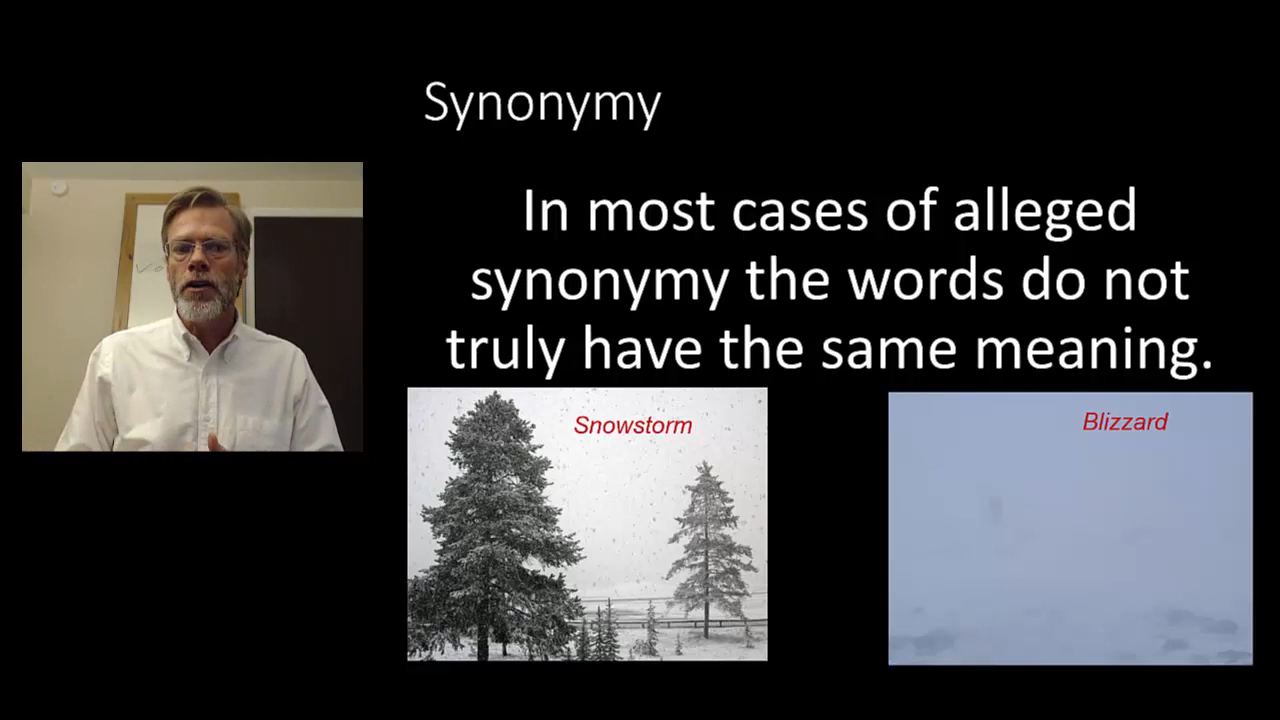 Synonymy
In most cases of alleged
synonymy the words do not
truly have the same meaning.
Snowstorm
Blizzard